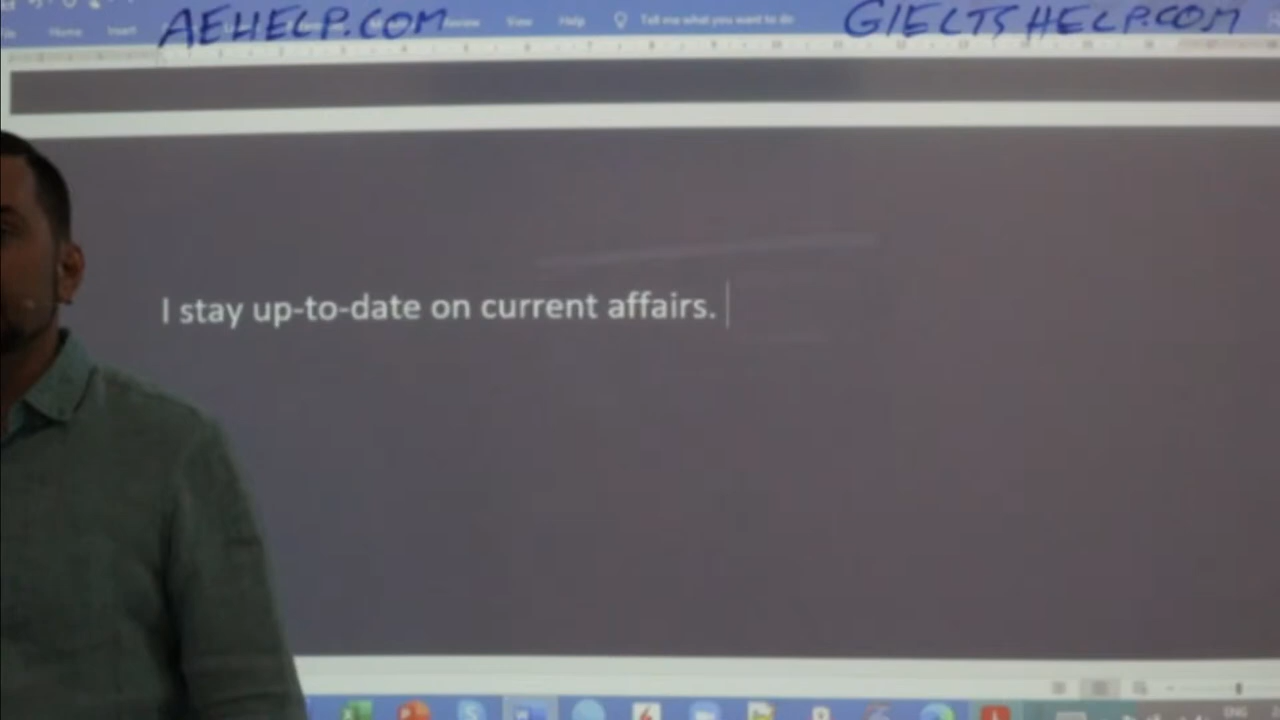 AEHELP.COM
GIELTSHELP.COM
Home Insert View Help Tell me what you want to do
I stay up-to-date on current affairs.
ENG